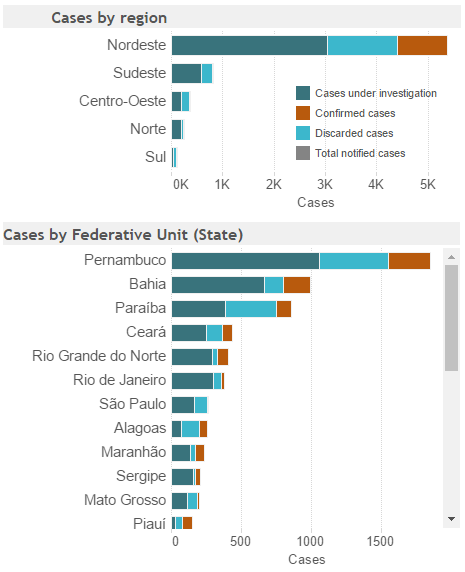 Cases by region
Nordeste
Sudeste
Centro-Oeste
Norte
Sul
Cases under investigation
Confirmed cases
Discarded cases
Total notified cases
0K 1K 2K 3K 4K 5K
Cases
Cases by Federative Unit (State)
Pernambuco
Bahia
Paraíba
Ceará
Rio Grande do Norte
Rio de Janeiro
São Paulo
Alagoas
Maranhão
Sergipe
Mato Grosso
Piauí
0 500 1000 1500
Cases